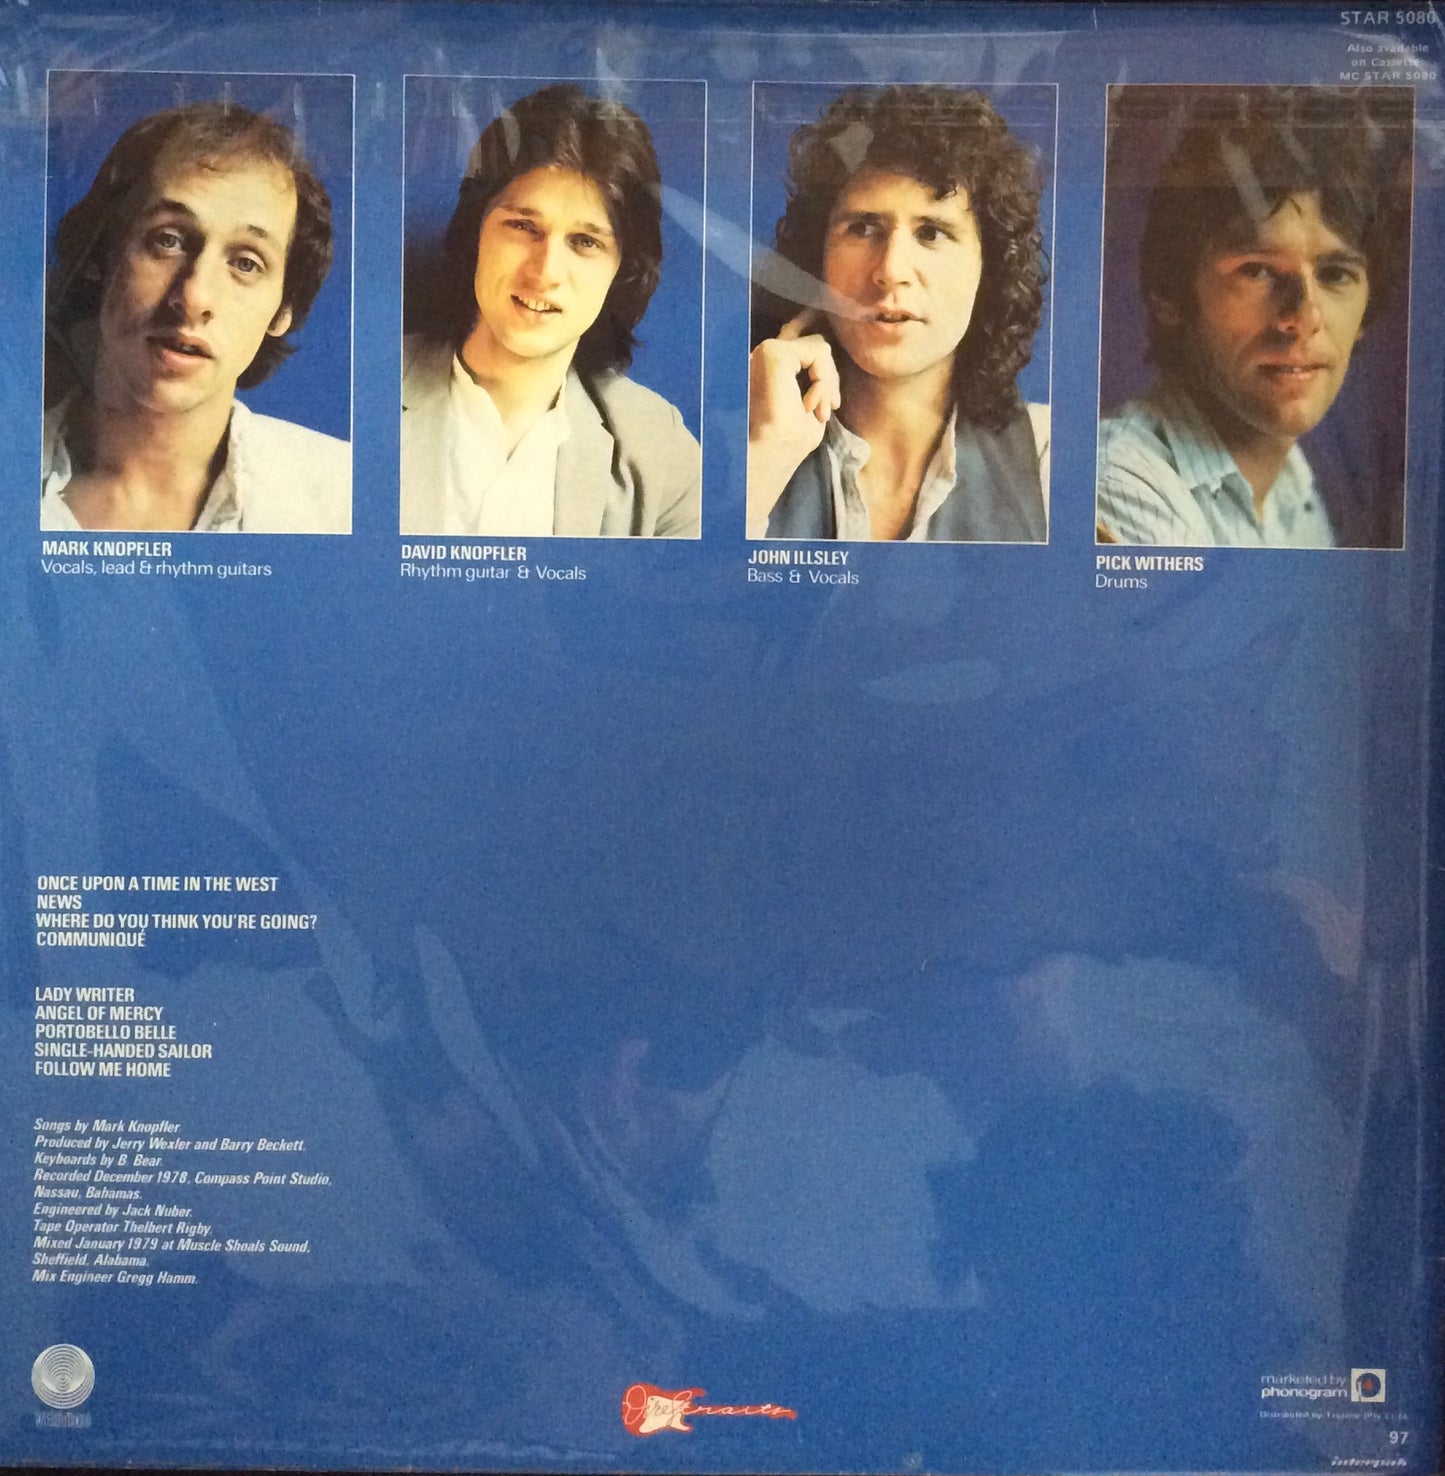 STAR 5080
Also available
on Cassette
MC STAR 5080
MARK KNOPFLER
Vocals, lead & rhythm guitars
DAVID KNOPFLER
Rhythm guitar & Vocals
JOHN ILLSLEY
Bass & Vocals
PICK WITHERS
Drums
ONCE UPON A TIME IN THE WEST
NEWS
WHERE DO YOU THINK YOU'RE GOING?
COMMUNIQUÉ
LADY WRITER
ANGEL OF MERCY
PORTOBELLO BELLE
SINGLE-HANDED SAILOR
FOLLOW ME HOME
Songs by Mark Knopfler.
Produced by Jerry Wexler and Barry Beckett.
Keyboards by B. Bear.
Recorded December 1978, Compass Point Studio,
Nassau, Bahamas.
Engineered by Jack Nuber.
Tape Operator Thelbert Rigby.
Mixed January 1979 at Muscle Shoals Sound,
Sheffield, Alabama.
Mix Engineer Gregg Hamm.
vertigo
Dire Straits
marketed by
phonogram
Distributed by
97